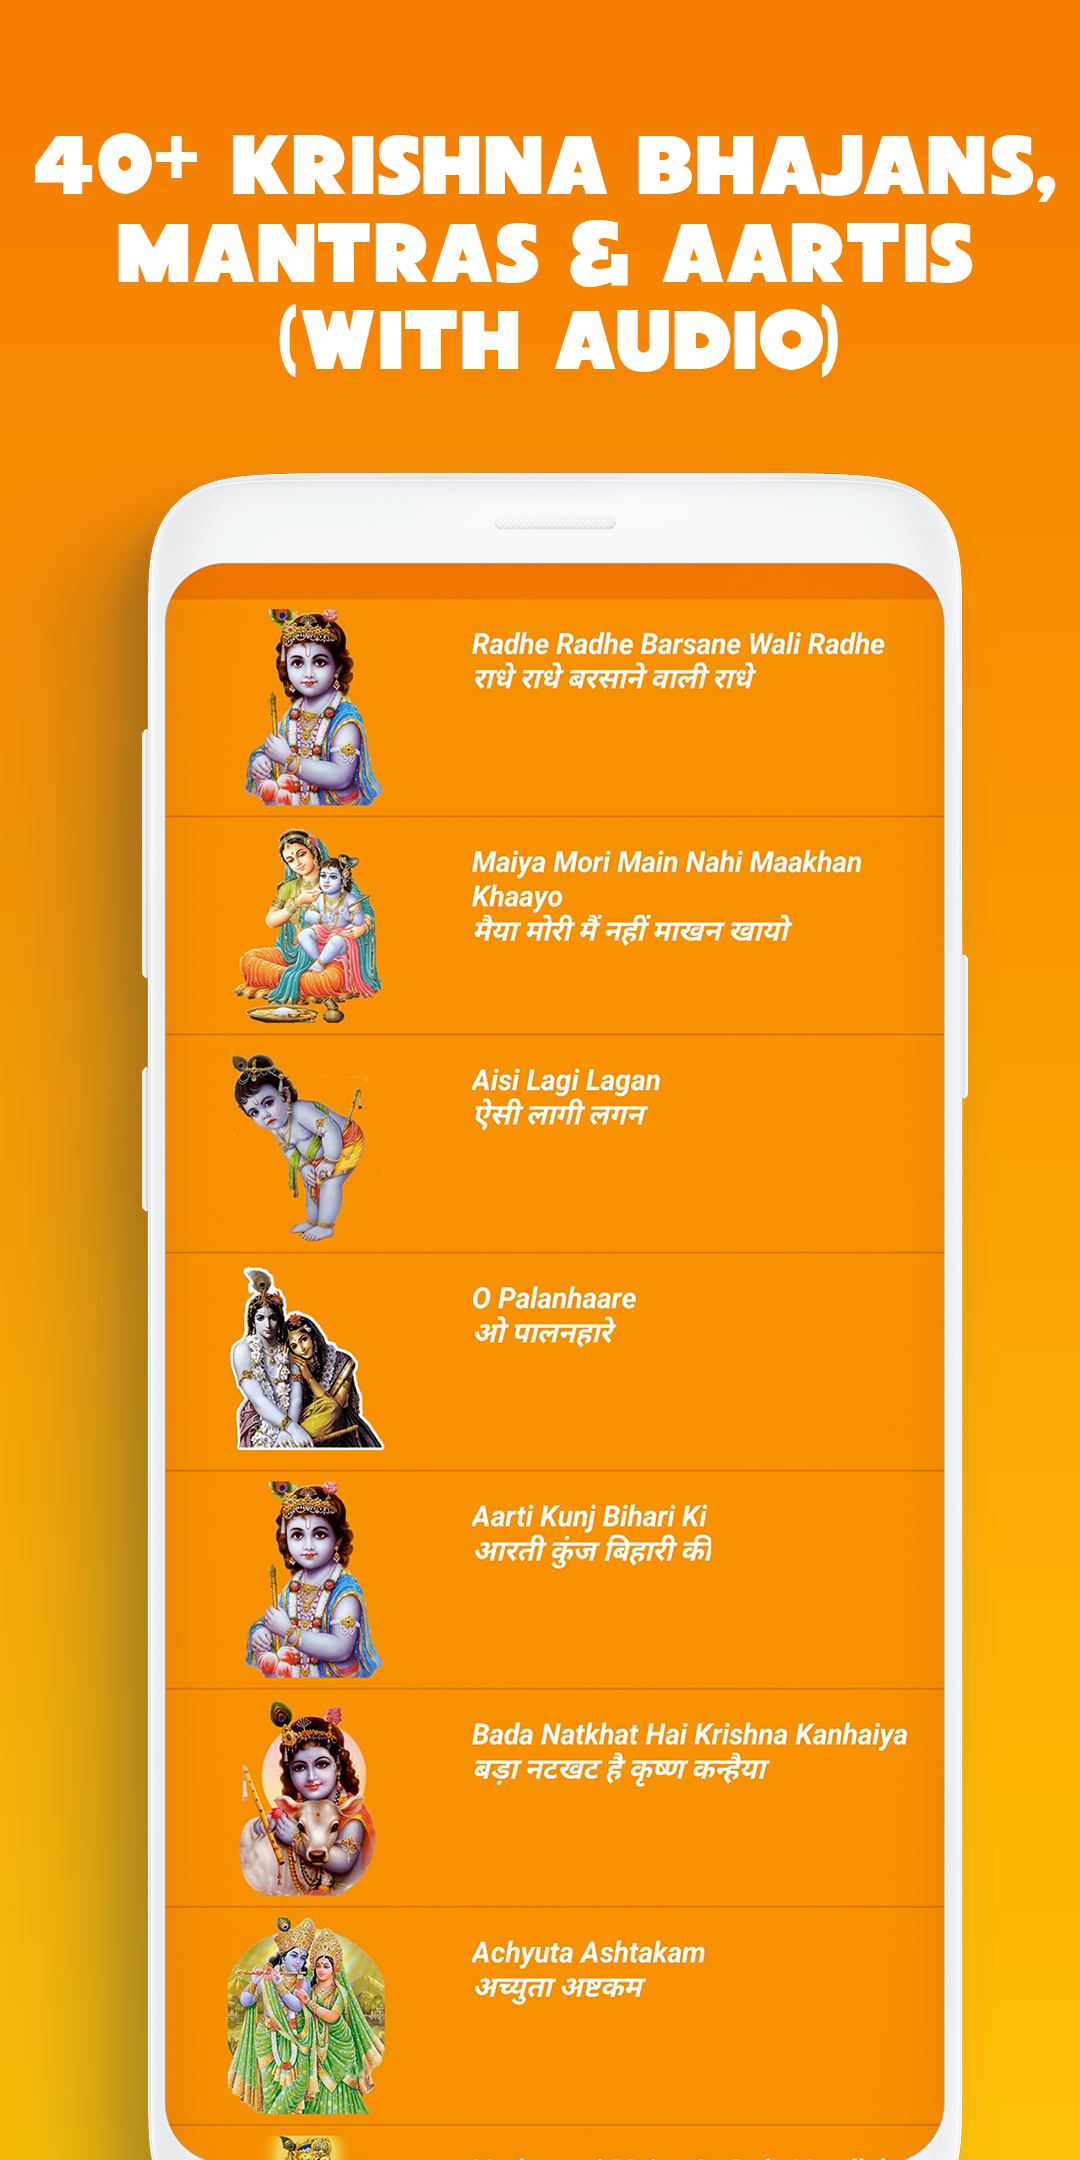 40+ KRISHNA BHAJANS,
MANTRAS & AARTIS
(WITH AUDIO)
Radhe Radhe Barsane Wali Radhe
राधे राधे बरसाने वाली राधे
Maiya Mori Main Nahi Maakhan
Khaayo
मैया मोरी मैं नहीं माखन खायो
Aisi Lagi Lagan
ऐसी लागी लगन
O Palanhaare
ओ पालनहारे
Aarti Kunj Bihari Ki
आरती कुंज बिहारी की
Bada Natkhat Hai Krishna Kanhaiya
बड़ा नटखट है कृष्ण कन्हैया
Achyuta Ashtakam
अच्युता अष्टकम